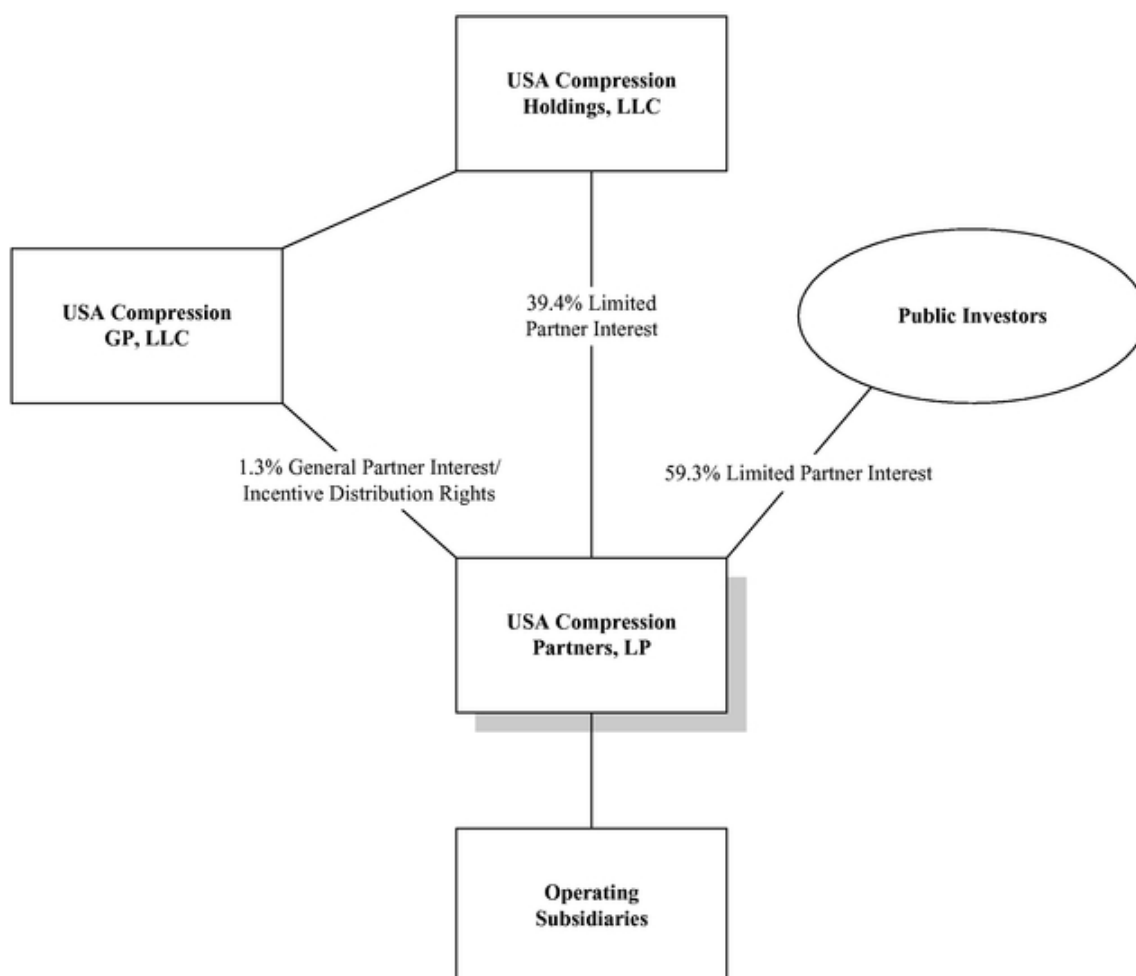 USA Compression
Holdings, LLC
USA Compression
GP, LLC
39.4% Limited
Partner Interest
Public Investors
1.3% General Partner Interest/
Incentive Distribution Rights
59.3% Limited Partner Interest
USA Compression
Partners, LP
Operating
Subsidiaries